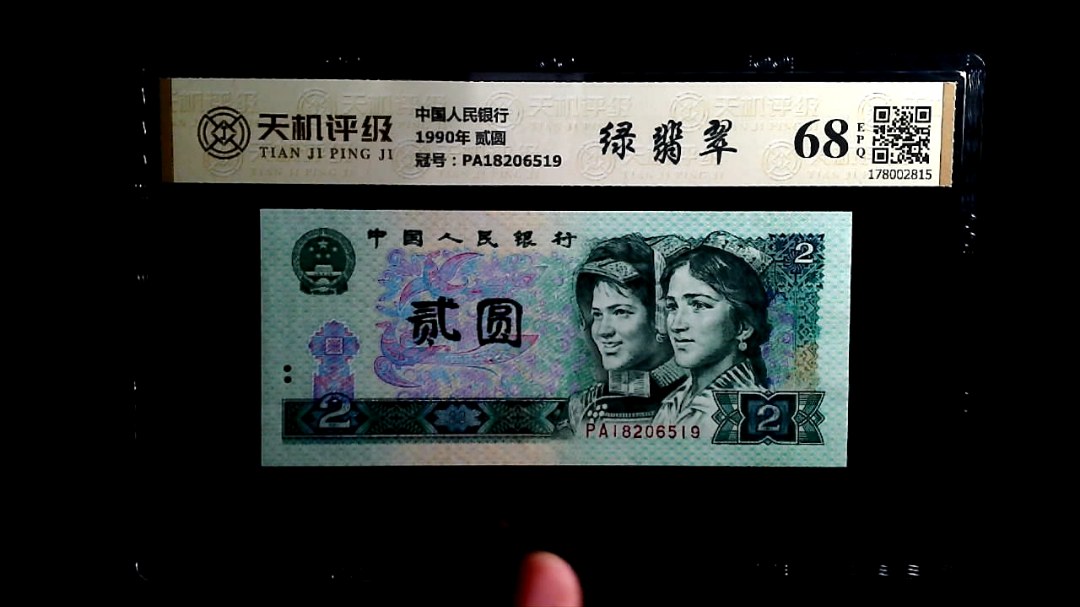 天机评级
TIAN JI PING JI
中国人民银行
1990年 贰圆
冠号：PA18206519
绿翡翠
68
EPQ
178002815
中国人民银行
2
贰圆
2
PA18206519
2